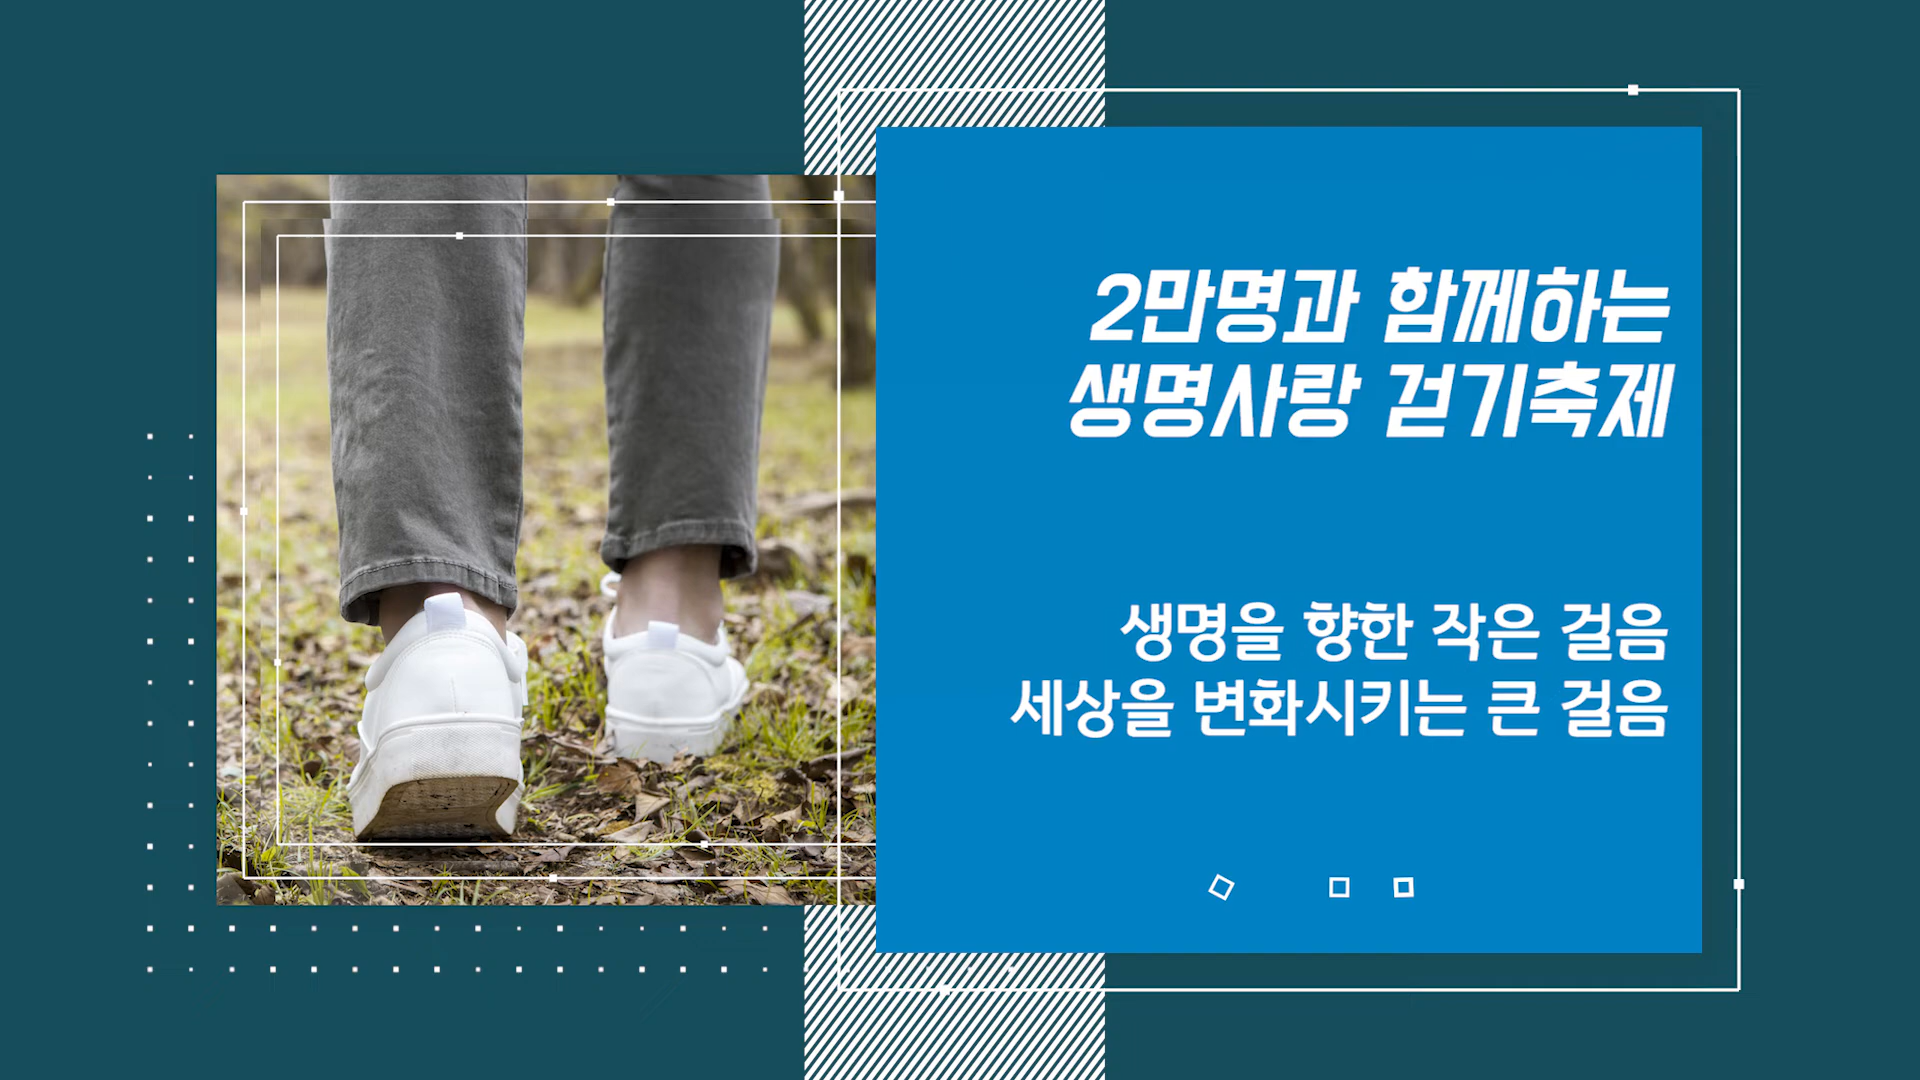 2만명과 함께하는
생명사랑 걷기축제
생명을 향한 작은 걸음
세상을 변화시키는 큰 걸음